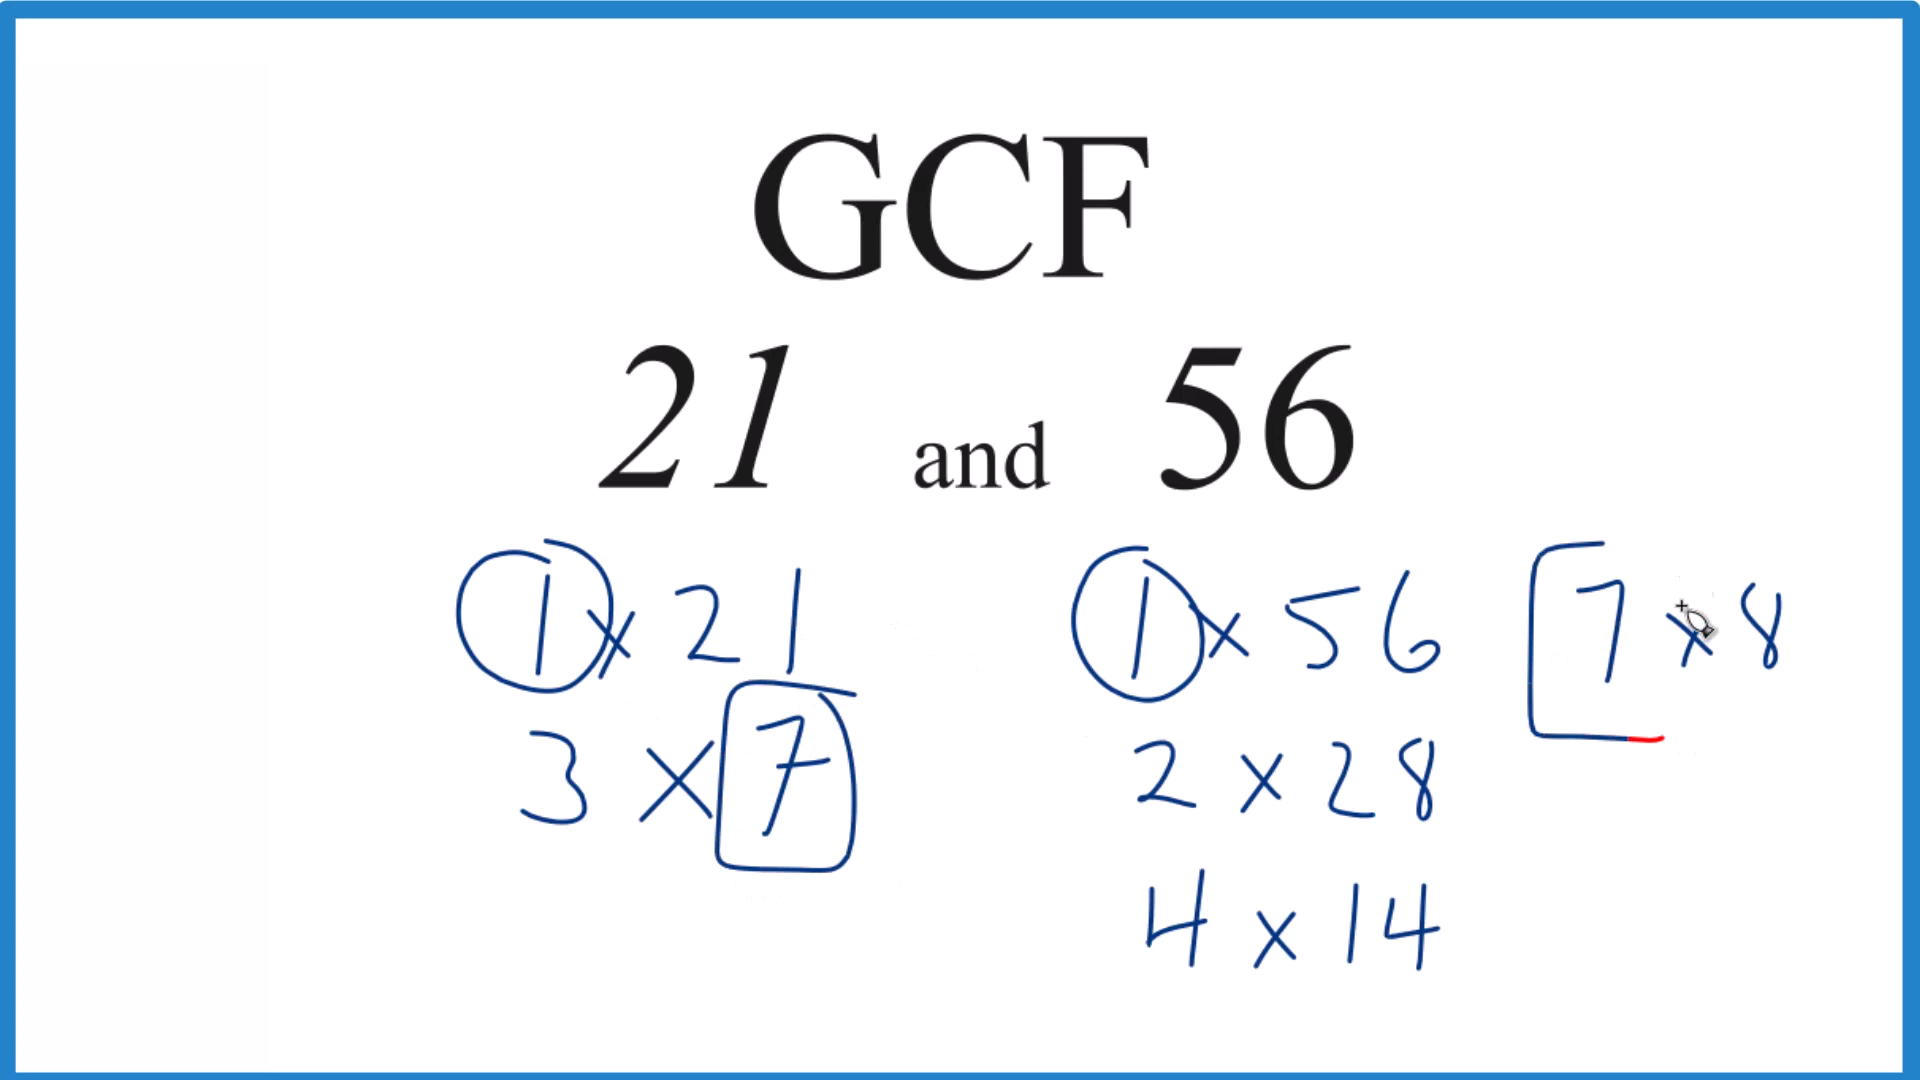 GCF
21 and 56
1 x 21
3 x 7
1 x 56
2 x 28
4 x 14
7 x 8